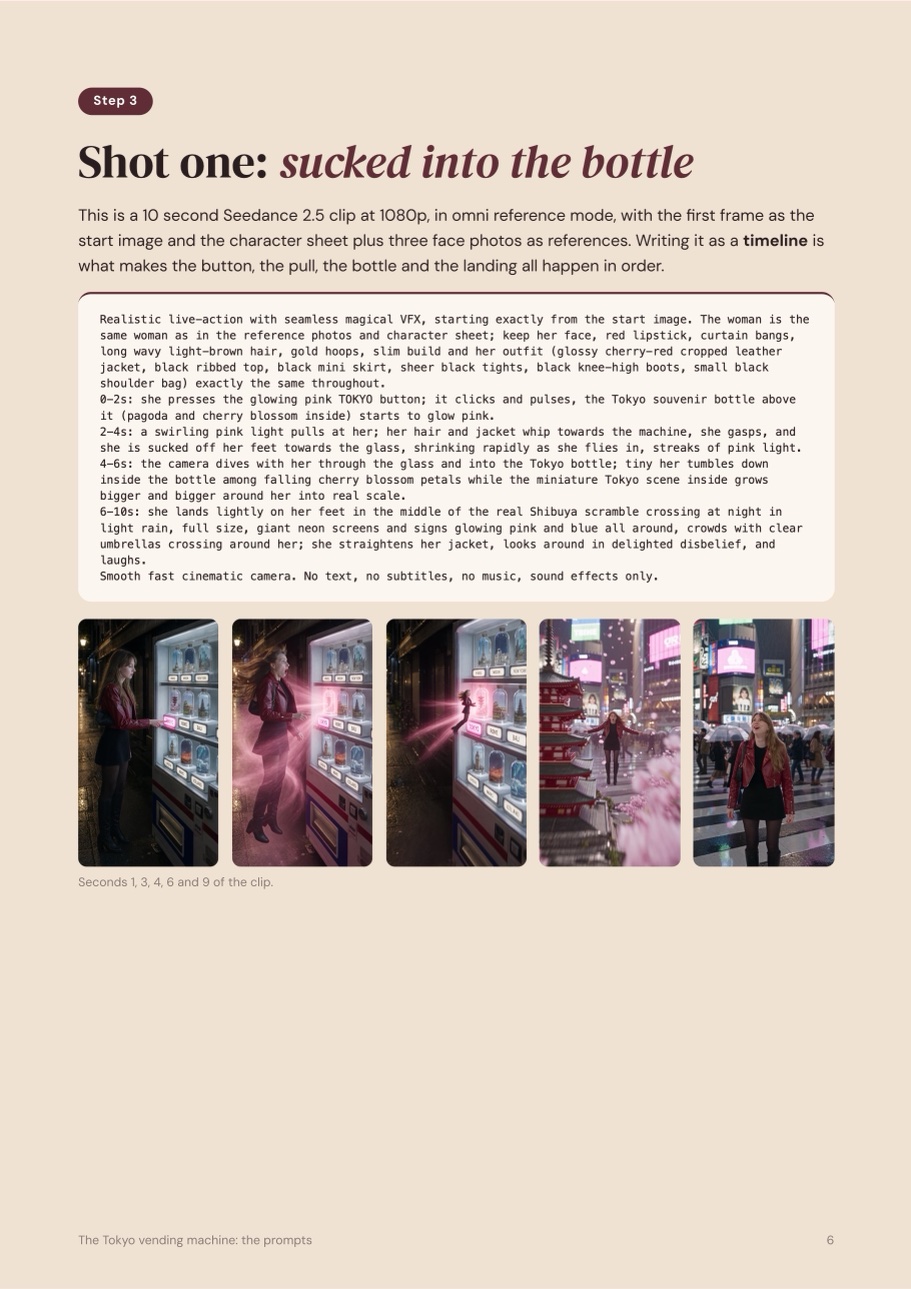 Step 3
Shot one: sucked into the bottle
This is a 10 second Seedance 2.5 clip at 1080p, in omni reference mode, with the first frame as the
start image and the character sheet plus three face photos as references. Writing it as a timeline is
what makes the button, the pull, the bottle and the landing all happen in order.
Realistic live-action with seamless magical VFX, starting exactly from the start image. The woman is the
same woman as in the reference photos and character sheet; keep her face, red lipstick, curtain bangs,
long wavy light-brown hair, gold hoops, slim build and her outfit (glossy cherry-red cropped leather
jacket, black ribbed top, black mini skirt, sheer black tights, black knee-high boots, small black
shoulder bag) exactly the same throughout.
0-2s: she presses the glowing pink TOKYO button; it clicks and pulses, the Tokyo souvenir bottle above
it (pagoda and cherry blossom inside) starts to glow pink.
2-4s: a swirling pink light pulls at her; her hair and jacket whip towards the machine, she gasps, and
she is sucked off her feet towards the glass, shrinking rapidly as she flies in, streaks of pink light.
4-6s: the camera dives with her through the glass and into the Tokyo bottle; tiny her tumbles down
inside the bottle among falling cherry blossom petals while the miniature Tokyo scene inside grows
bigger and bigger around her into real scale.
6-10s: she lands lightly on her feet in the middle of the real Shibuya scramble crossing at night in
light rain, full size, giant neon screens and signs glowing pink and blue all around, crowds with clear
umbrellas crossing around her; she straightens her jacket, looks around in delighted disbelief, and
laughs.
Smooth fast cinematic camera. No text, no subtitles, no music, sound effects only.
Seconds 1, 3, 4, 6 and 9 of the clip.
The Tokyo vending machine: the prompts
6